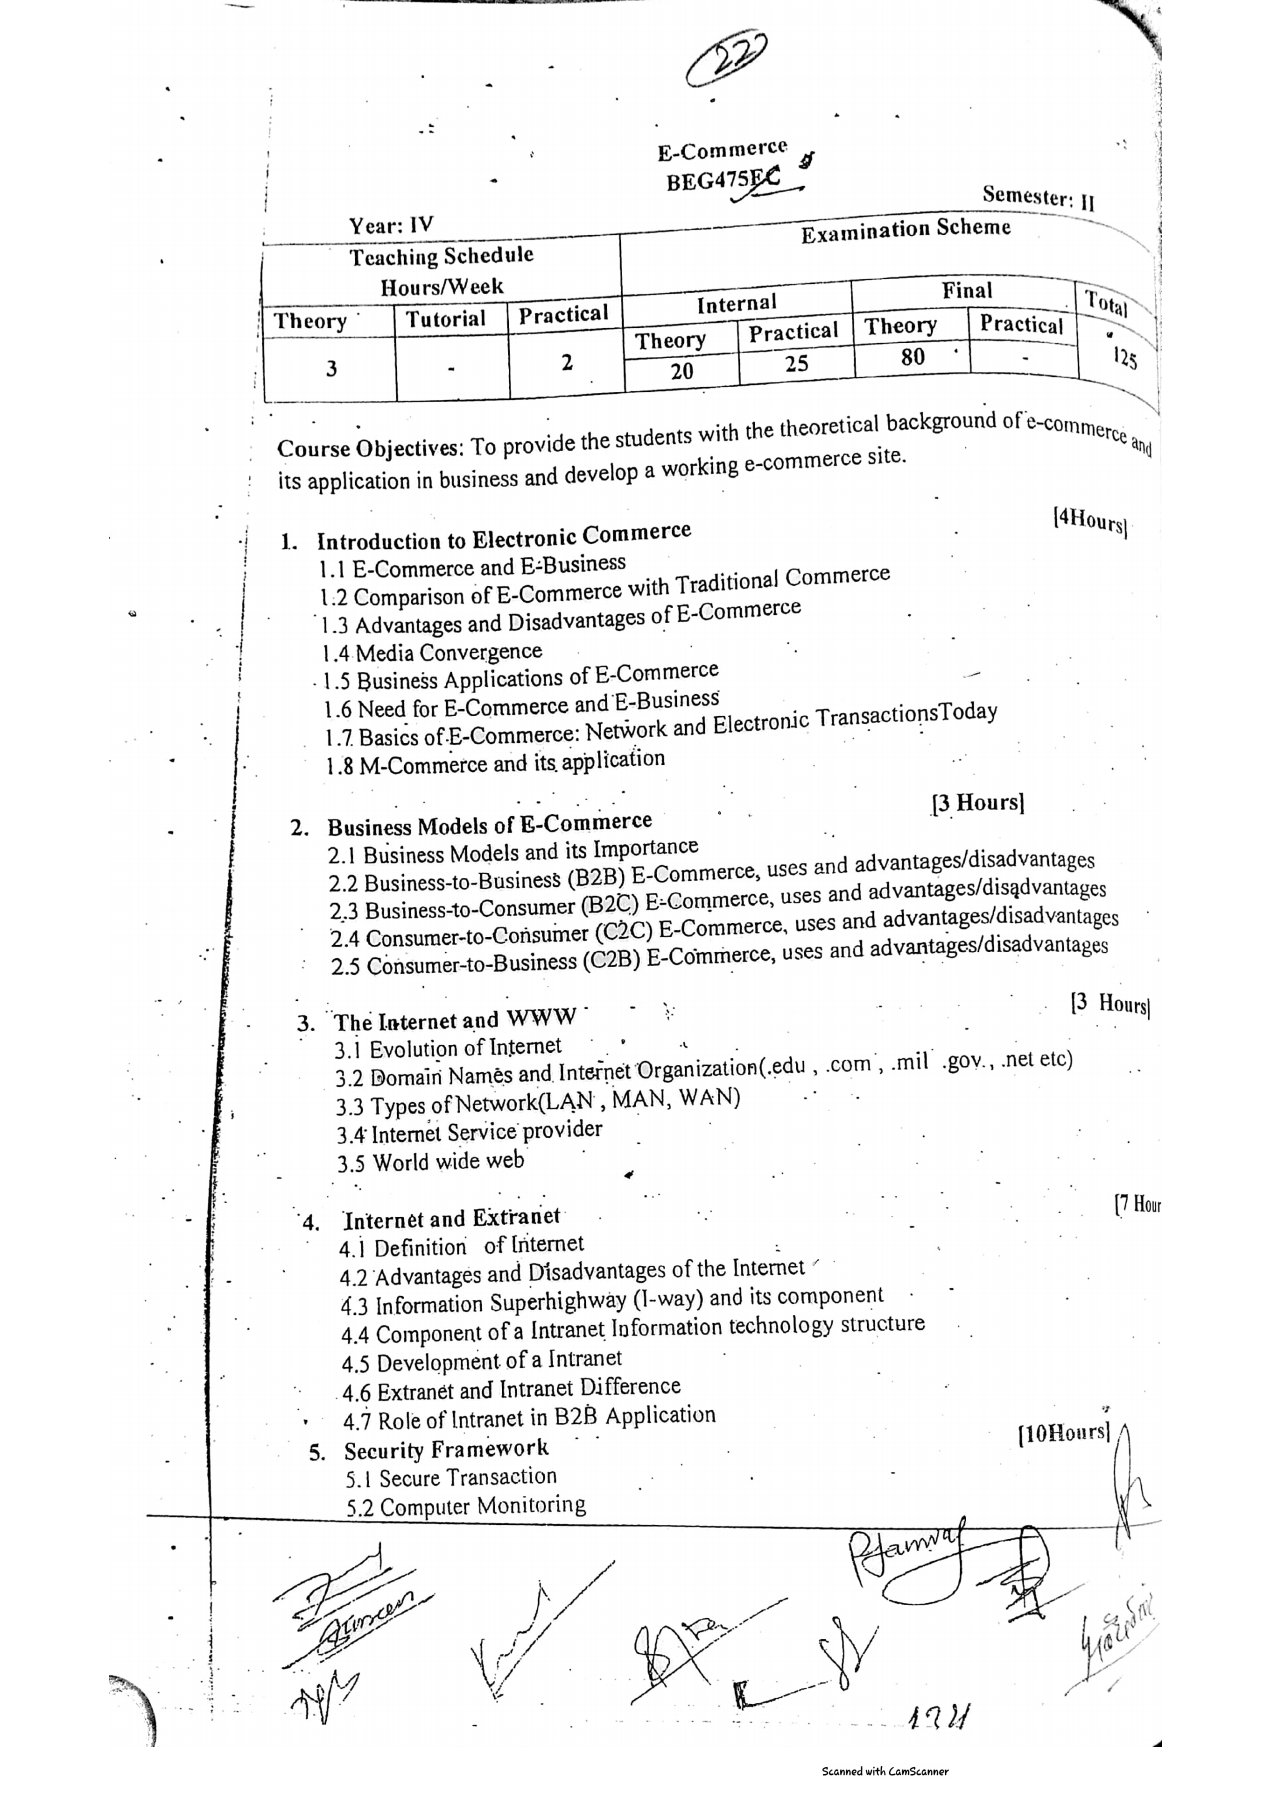 222
E-Commerce
BEG475EC
Year: IV Semester: II
Teaching Schedule Hours/Week Examination Scheme
Theory Tutorial Practical Internal Final Total
Theory Practical Theory Practical
3 - 2 20 25 80 - 125
Course Objectives: To provide the students with the theoretical background of e-commerce and
its application in business and develop a working e-commerce site.
1. Introduction to Electronic Commerce [4Hours]
1.1 E-Commerce and E-Business
1.2 Comparison of E-Commerce with Traditional Commerce
1.3 Advantages and Disadvantages of E-Commerce
1.4 Media Convergence
1.5 Business Applications of E-Commerce
1.6 Need for E-Commerce and E-Business
1.7 Basics of E-Commerce: Network and Electronic TransactionsToday
1.8 M-Commerce and its application
2. Business Models of E-Commerce [3 Hours]
2.1 Business Models and its Importance
2.2 Business-to-Business (B2B) E-Commerce, uses and advantages/disadvantages
2.3 Business-to-Consumer (B2C) E-Commerce, uses and advantages/disadvantages
2.4 Consumer-to-Consumer (C2C) E-Commerce, uses and advantages/disadvantages
2.5 Consumer-to-Business (C2B) E-Commerce, uses and advantages/disadvantages
3. The Internet and WWW [3 Hours]
3.1 Evolution of Internet
3.2 Domain Names and Internet Organization(.edu , .com , .mil .gov., .net etc)
3.3 Types of Network(LAN , MAN, WAN)
3.4 Internet Service provider
3.5 World wide web
4. Internet and Extranet [7 Hour
4.1 Definition of Internet
4.2 Advantages and Disadvantages of the Internet
4.3 Information Superhighway (I-way) and its component
4.4 Component of a Intranet Information technology structure
4.5 Development of a Intranet
4.6 Extranet and Intranet Difference
4.7 Role of Intranet in B2B Application
5. Security Framework [10Hours]
5.1 Secure Transaction
5.2 Computer Monitoring
Scanned with CamScanner